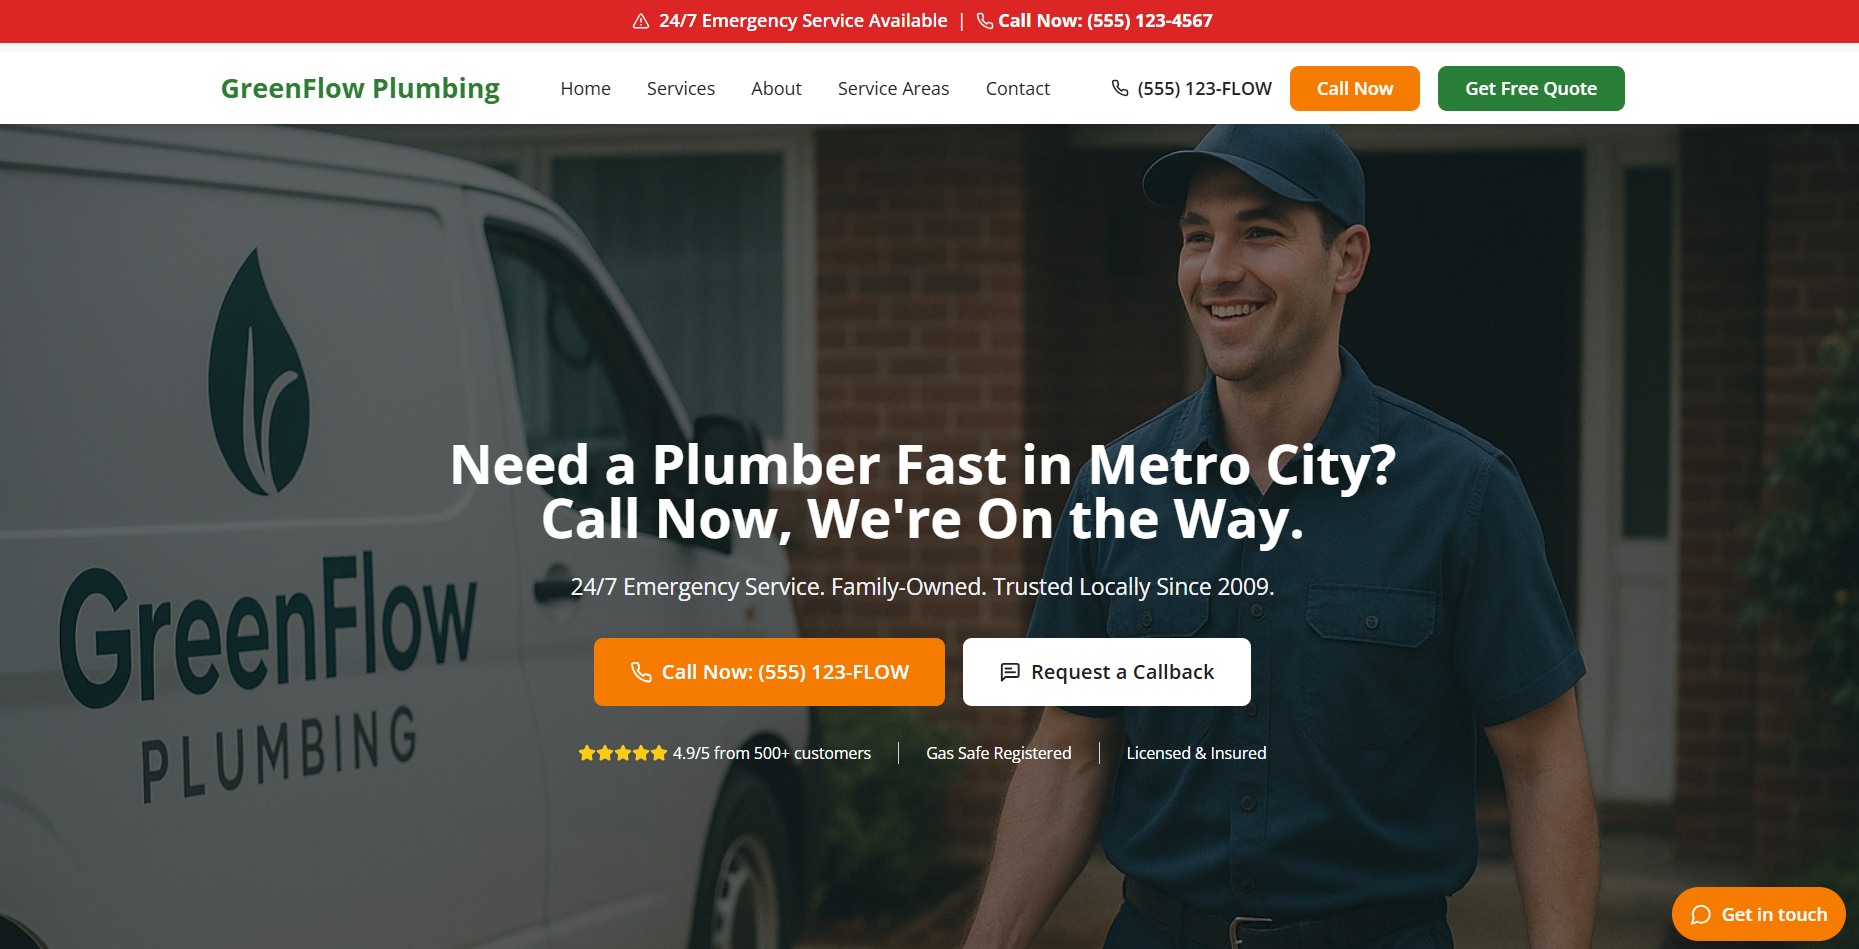 24/7 Emergency Service Available | Call Now: (555) 123-4567
GreenFlow Plumbing
Home Services About Service Areas Contact
(555) 123-FLOW
Call Now
Get Free Quote
GreenFlow
PLUMBING
Need a Plumber Fast in Metro City?
Call Now, We're On the Way.
24/7 Emergency Service. Family-Owned. Trusted Locally Since 2009.
Call Now: (555) 123-FLOW
Request a Callback
4.9/5 from 500+ customers
Gas Safe Registered
Licensed & Insured
Get in touch